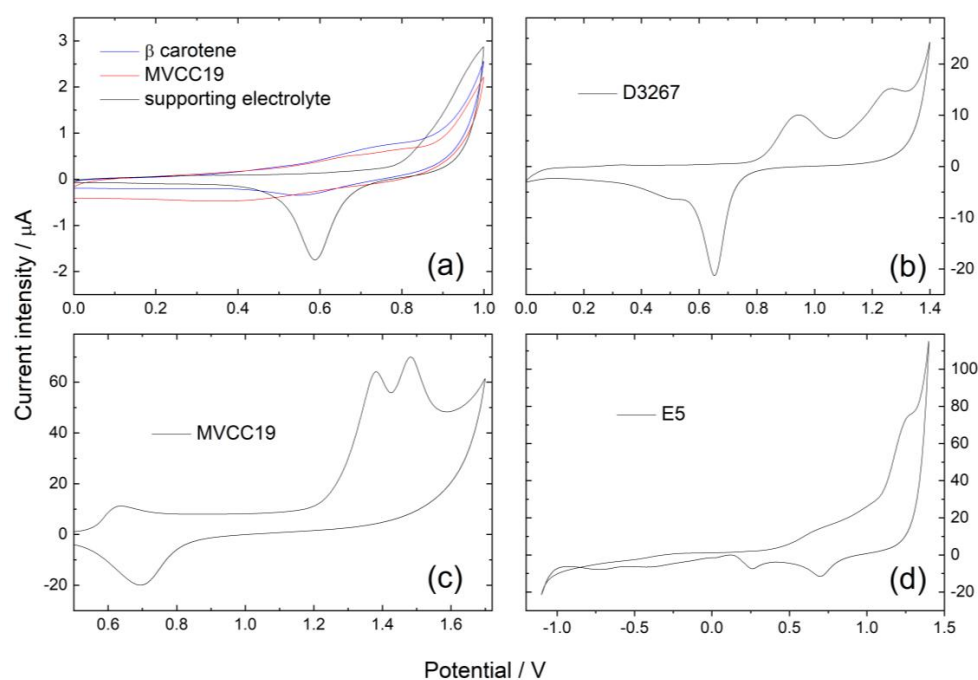 β carotene
MVCC19
supporting electrolyte
3
2
1
0
-1
-2
0.0 0.2 0.4 0.6 0.8 1.0
(a)
D3267
20
10
0
-10
-20
0.0 0.2 0.4 0.6 0.8 1.0 1.2 1.4
(b)
MVCC19
60
40
20
0
-20
0.6 0.8 1.0 1.2 1.4 1.6
(c)
E5
100
80
60
40
20
0
-20
-1.0 -0.5 0.0 0.5 1.0 1.5
(d)
Current intensity / μA
Potential / V